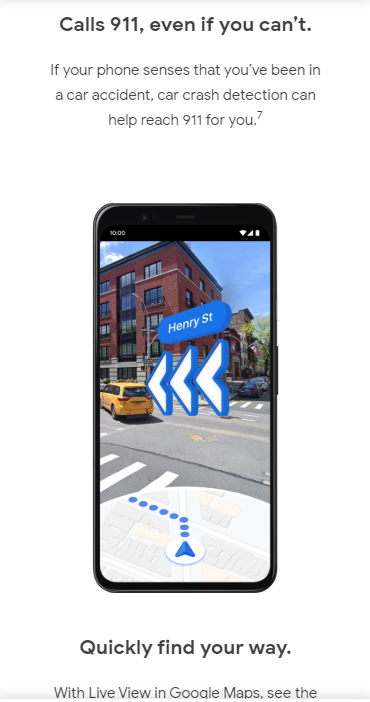 Calls 911, even if you can’t.
If your phone senses that you’ve been in
a car accident, car crash detection can
help reach 911 for you.7
10:00
Henry St
Quickly find your way.
With Live View in Google Maps, see the